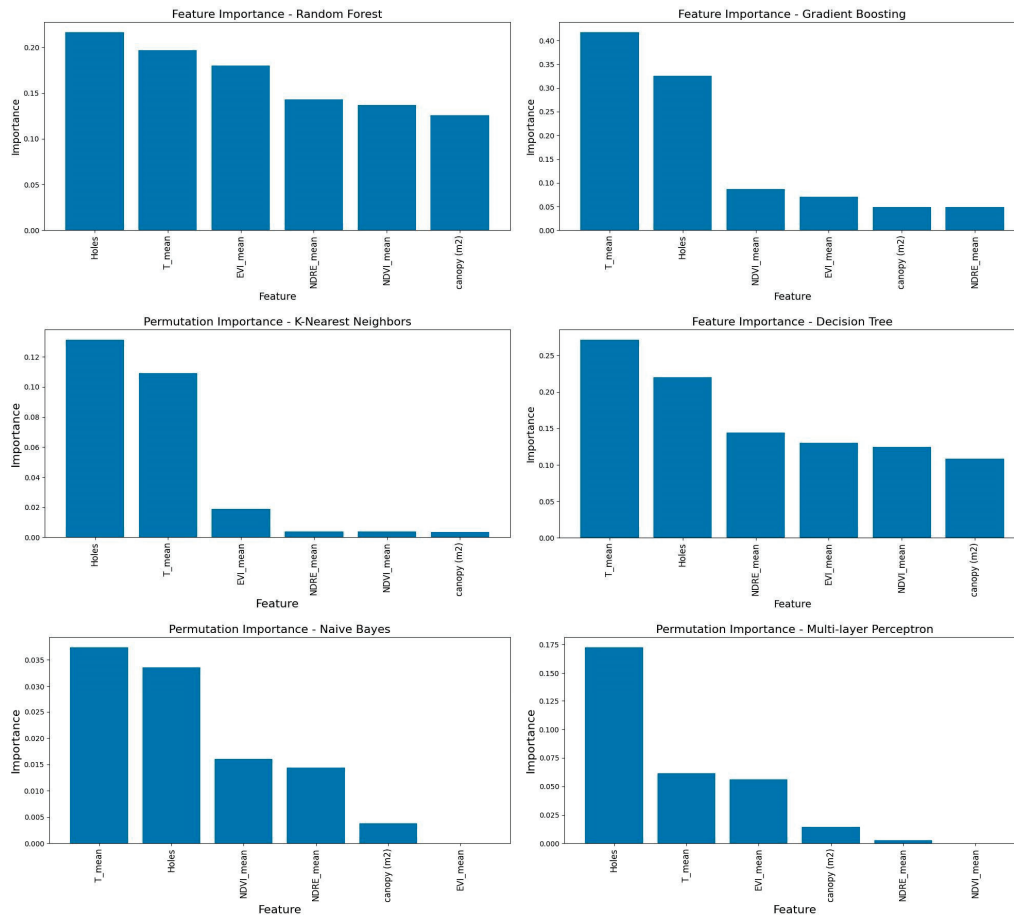 Feature Importance - Random Forest
Importance
0.20
0.15
0.10
0.05
0.00
Holes
T_mean
EVI_mean
NDRE_mean
NDVI_mean
canopy (m2)
Feature
Feature Importance - Gradient Boosting
Importance
0.40
0.35
0.30
0.25
0.20
0.15
0.10
0.05
0.00
T_mean
Holes
NDVI_mean
EVI_mean
canopy (m2)
NDRE_mean
Feature
Permutation Importance - K-Nearest Neighbors
Importance
0.12
0.10
0.08
0.06
0.04
0.02
0.00
Holes
T_mean
EVI_mean
NDRE_mean
NDVI_mean
canopy (m2)
Feature
Feature Importance - Decision Tree
Importance
0.25
0.20
0.15
0.10
0.05
0.00
T_mean
Holes
NDRE_mean
EVI_mean
NDVI_mean
canopy (m2)
Feature
Permutation Importance - Naive Bayes
Importance
0.035
0.030
0.025
0.020
0.015
0.010
0.005
0.000
T_mean
Holes
NDVI_mean
NDRE_mean
canopy (m2)
EVI_mean
Feature
Permutation Importance - Multi-layer Perceptron
Importance
0.175
0.150
0.125
0.100
0.075
0.050
0.025
0.000
Holes
T_mean
EVI_mean
canopy (m2)
NDRE_mean
NDVI_mean
Feature